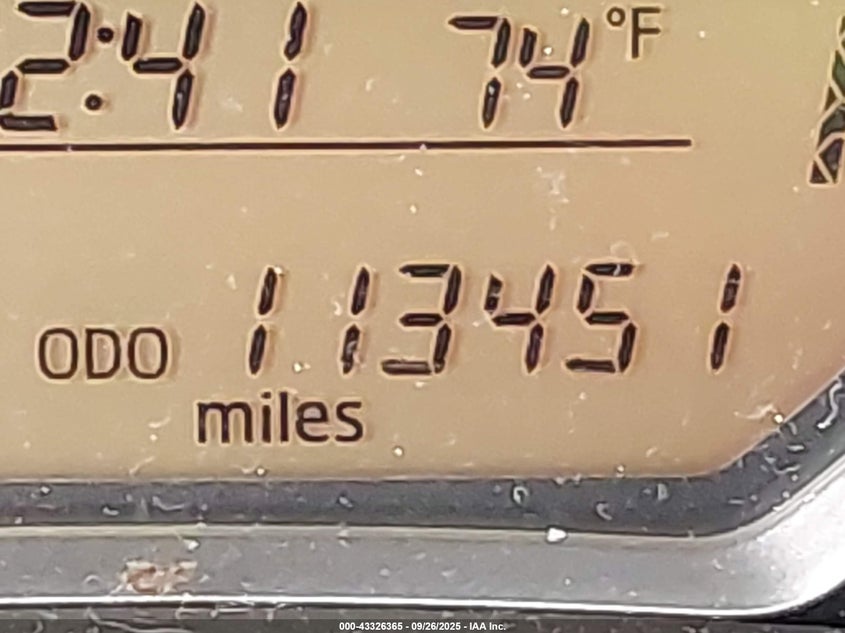 2:41 74°F
ODO 113451
miles
000-43326365 - 09/26/2025 - IAA Inc.